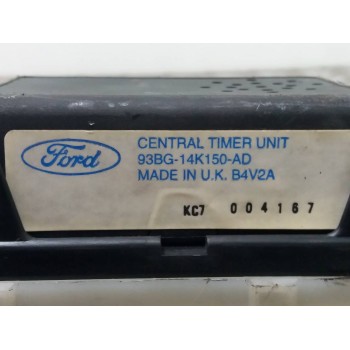 Ford
CENTRAL TIMER UNIT
93BG-14K150-AD
MADE IN U.K. B4V2A
KC7 004167